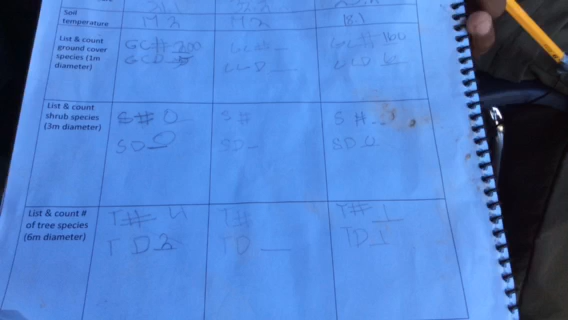 Soil
temperature
List & count
ground cover
species (1m
diameter)
GC# 200
GCD
GC#
GCD
GC# 160
GCD
List & count
shrub species
(3m diameter)
S# 0
SD 0
S#
SD
S#
SD 0
List & count #
of tree species
(6m diameter)
T# 4
TD 2
T#
TD
T# 1
TD 1